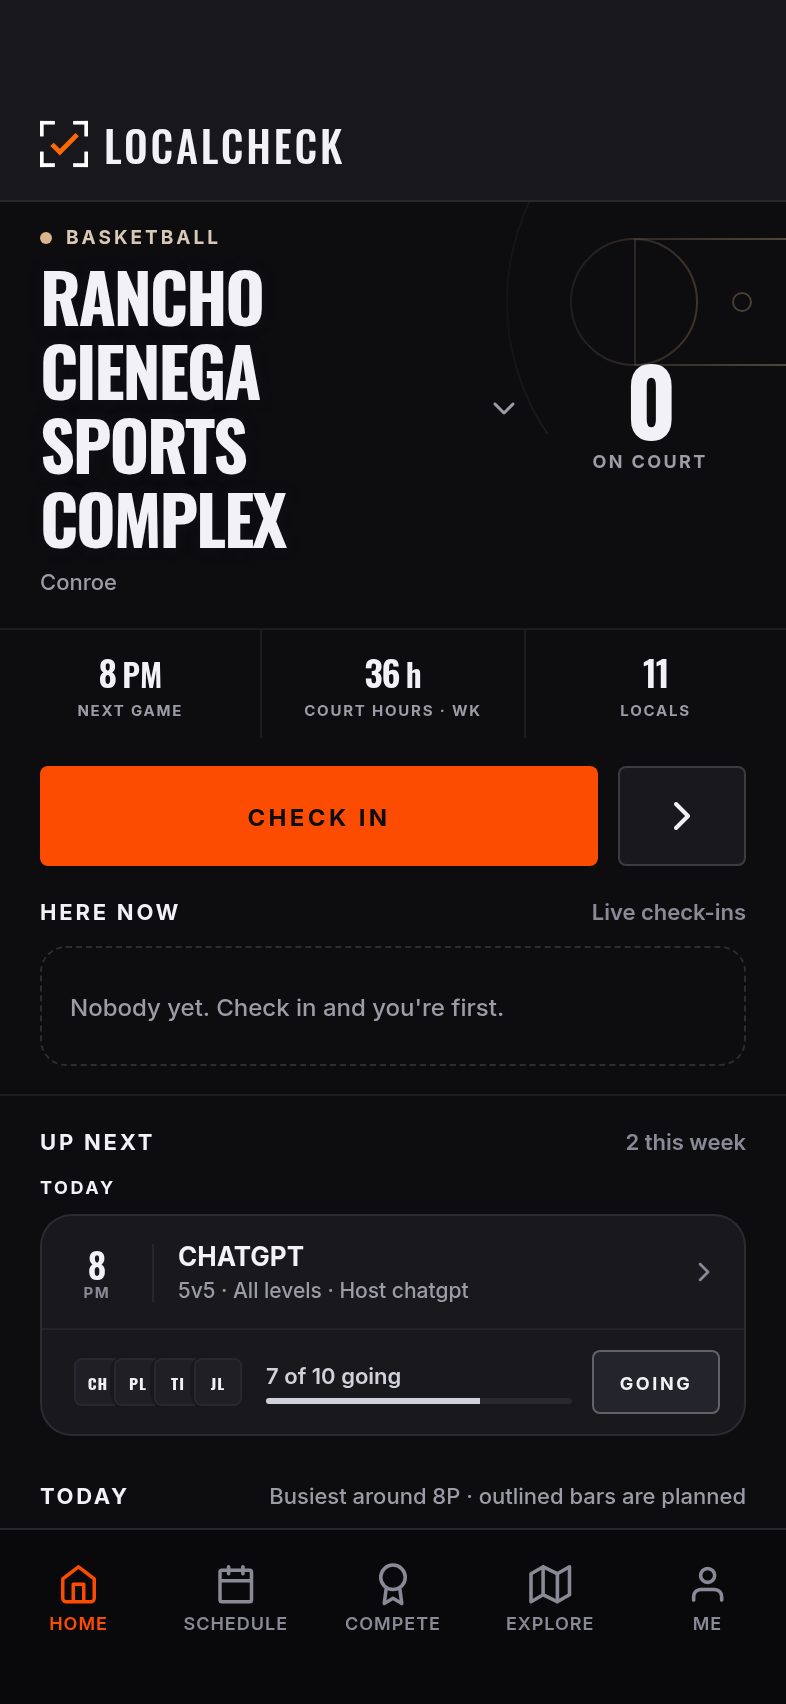 LOCALCHECK
BASKETBALL
RANCHO
CIENEGA
SPORTS
COMPLEX
Conroe
0
ON COURT
8 PM
NEXT GAME
36 h
COURT HOURS · WK
11
LOCALS
CHECK IN
HERE NOW
Live check-ins
Nobody yet. Check in and you're first.
UP NEXT
2 this week
TODAY
8
PM
CHATGPT
5v5 · All levels · Host chatgpt
CH PL TI JL
7 of 10 going
GOING
TODAY
Busiest around 8P · outlined bars are planned
HOME
SCHEDULE
COMPETE
EXPLORE
ME